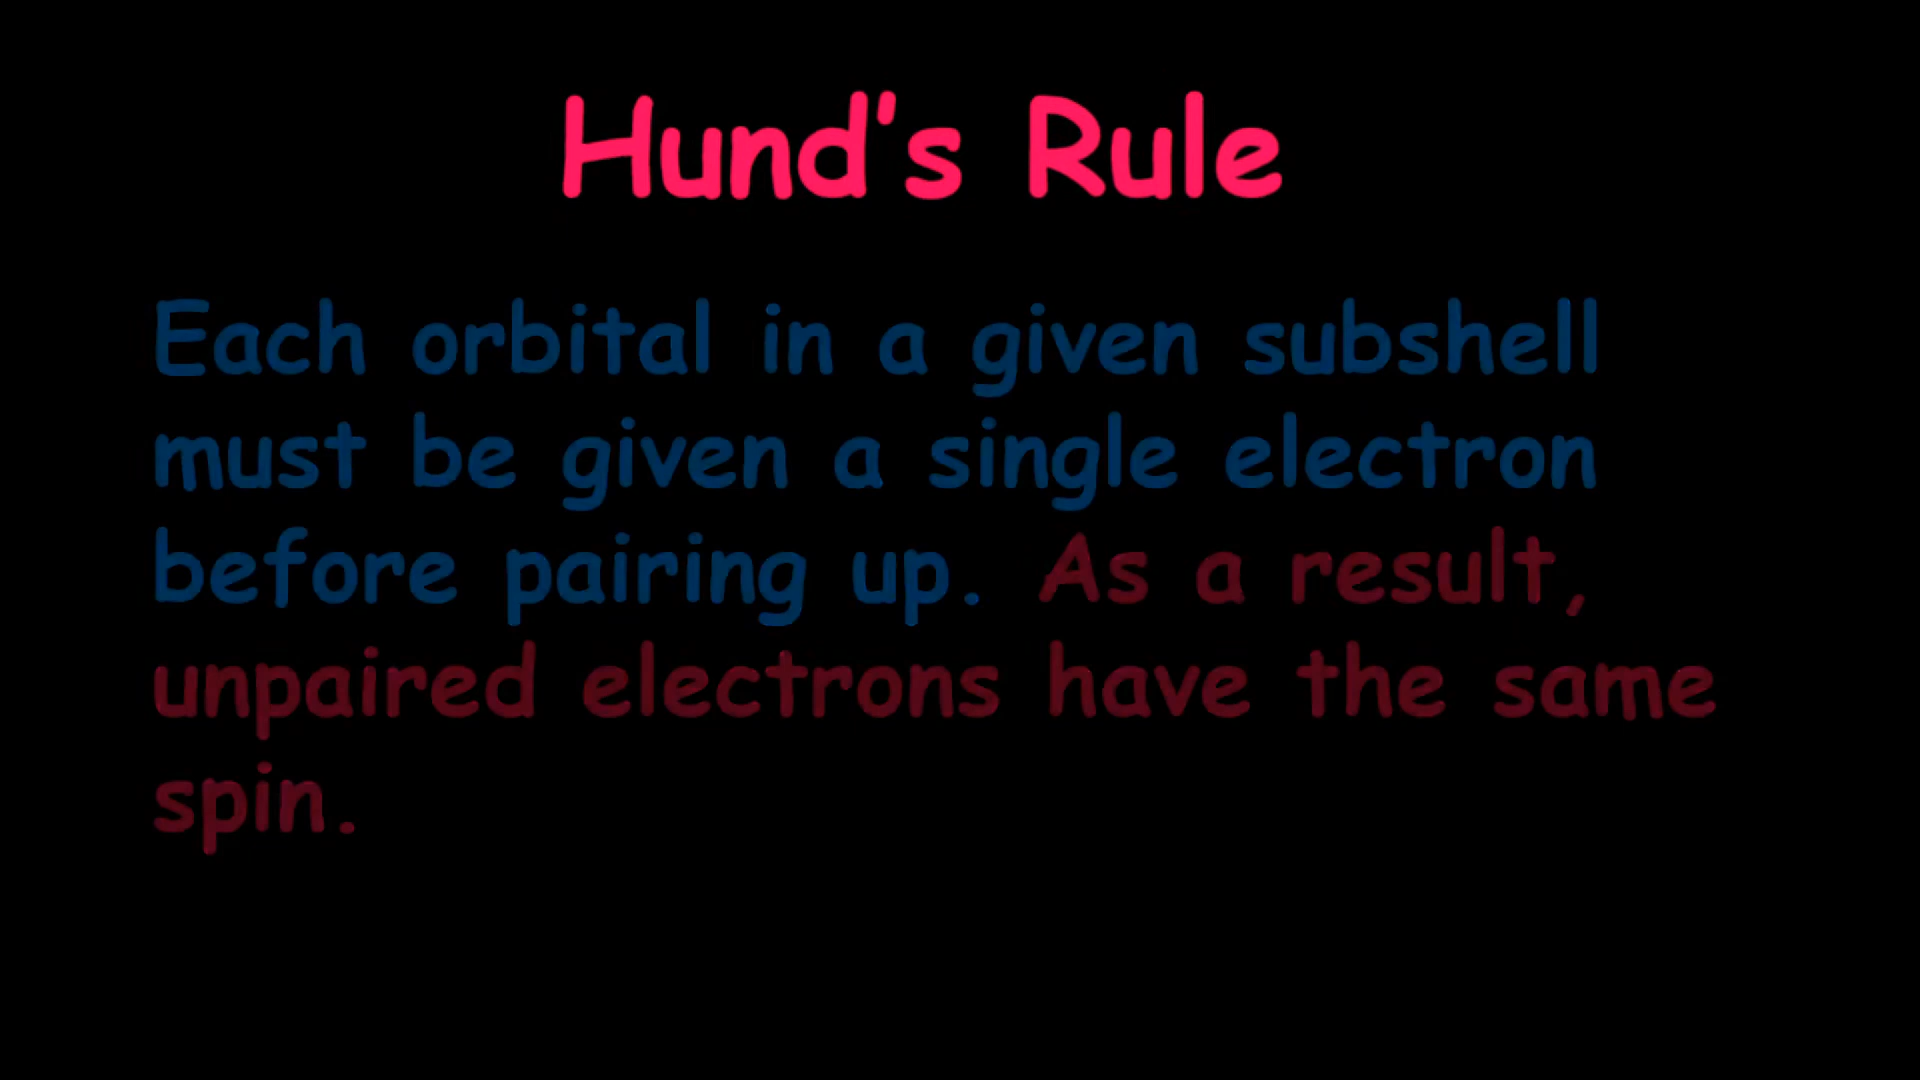 Hund's Rule
Each orbital in a given subshell
must be given a single electron
before pairing up. As a result,
unpaired electrons have the same
spin.